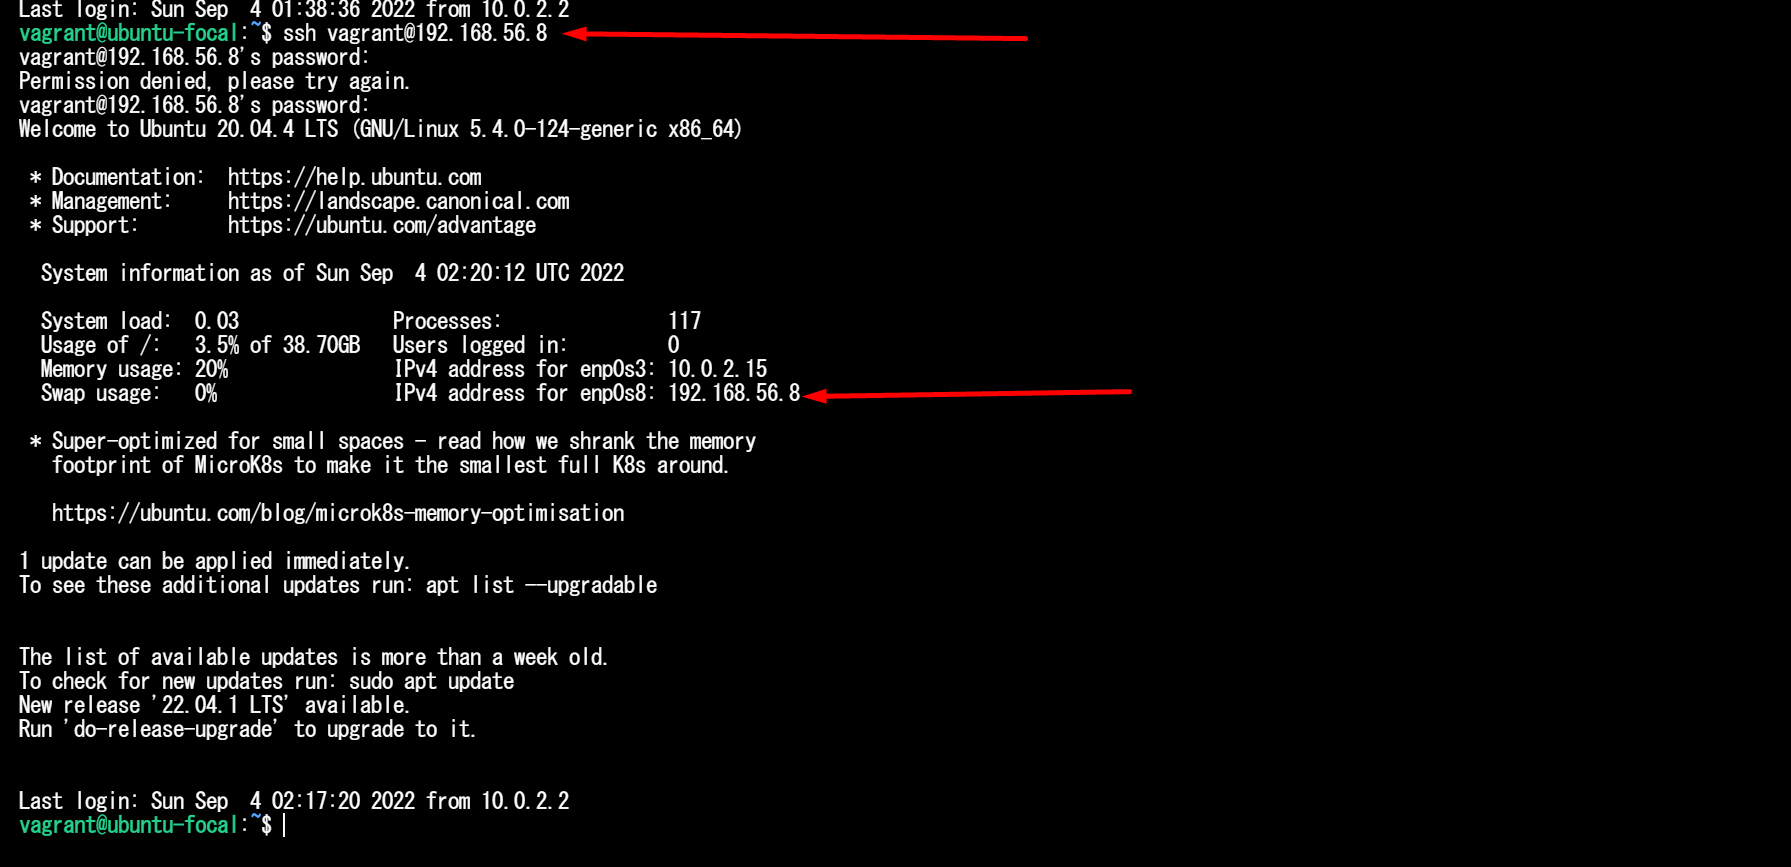 Last login: Sun Sep  4 01:38:36 2022 from 10.0.2.2
vagrant@ubuntu-focal:~$ ssh vagrant@192.168.56.8
vagrant@192.168.56.8's password:
Permission denied, please try again.
vagrant@192.168.56.8's password:
Welcome to Ubuntu 20.04.4 LTS (GNU/Linux 5.4.0-124-generic x86_64)
 * Documentation:  https://help.ubuntu.com
 * Management:     https://landscape.canonical.com
 * Support:        https://ubuntu.com/advantage
  System information as of Sun Sep  4 02:20:12 UTC 2022
  System load:  0.03              Processes:               117
  Usage of /:   3.5% of 38.70GB   Users logged in:         0
  Memory usage: 20%               IPv4 address for enp0s3: 10.0.2.15
  Swap usage:   0%                IPv4 address for enp0s8: 192.168.56.8
 * Super-optimized for small spaces - read how we shrank the memory
   footprint of MicroK8s to make it the smallest full K8s around.
   https://ubuntu.com/blog/microk8s-memory-optimisation
1 update can be applied immediately.
To see these additional updates run: apt list --upgradable
The list of available updates is more than a week old.
To check for new updates run: sudo apt update
New release '22.04.1 LTS' available.
Run 'do-release-upgrade' to upgrade to it.
Last login: Sun Sep  4 02:17:20 2022 from 10.0.2.2
vagrant@ubuntu-focal:~$